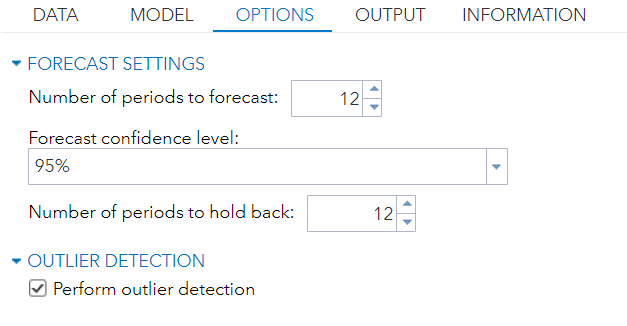 DATA MODEL OPTIONS OUTPUT INFORMATION
FORECAST SETTINGS
Number of periods to forecast: 12
Forecast confidence level:
95%
Number of periods to hold back: 12
OUTLIER DETECTION
Perform outlier detection